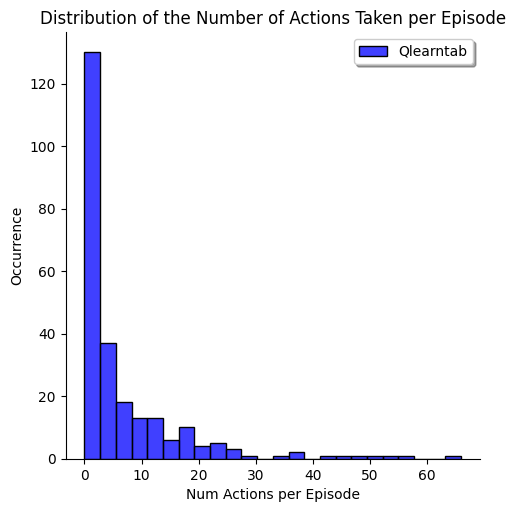 Distribution of the Number of Actions Taken per Episode
Qlearntab
120
100
80
60
40
20
0
Occurrence
0 10 20 30 40 50 60
Num Actions per Episode